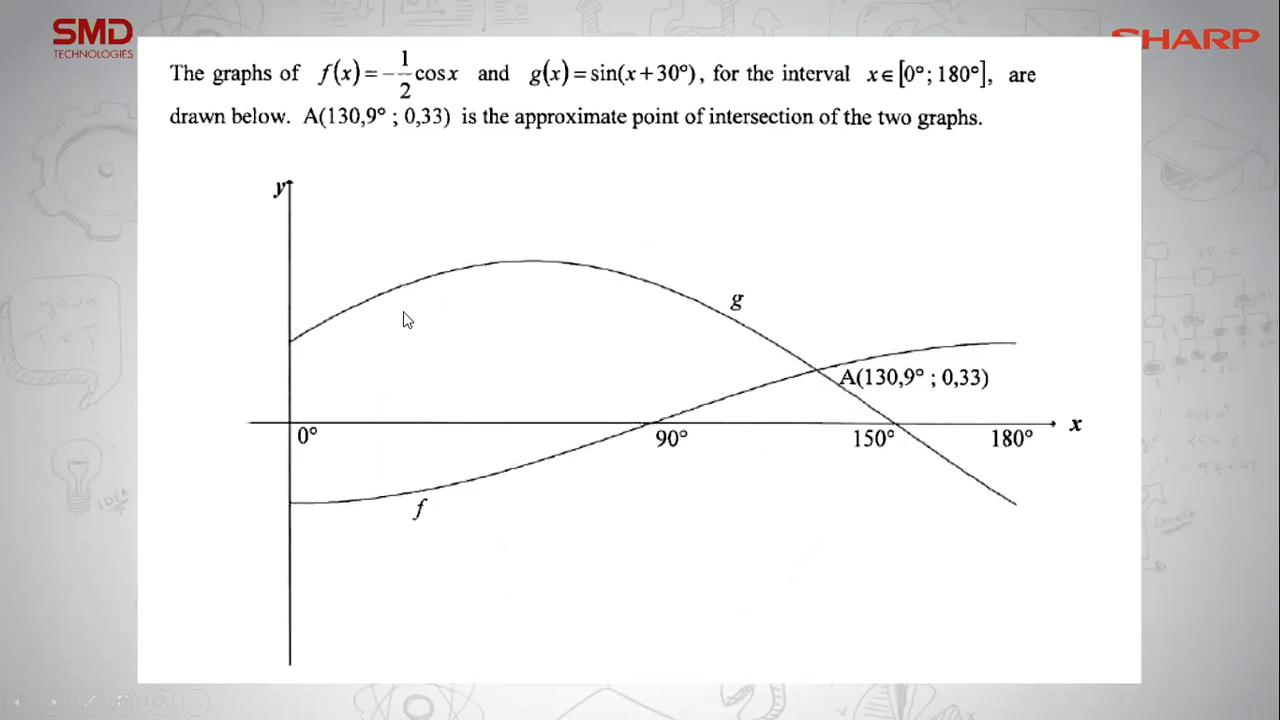 SMD
TECHNOLOGIES
SHARP
The graphs of f(x) = -1/2 cos x and g(x) = sin(x + 30°), for the interval x ∈ [0°; 180°], are
drawn below. A(130,9° ; 0,33) is the approximate point of intersection of the two graphs.
y
g
A(130,9° ; 0,33)
x
0°
90°
150°
180°
f
IDEA